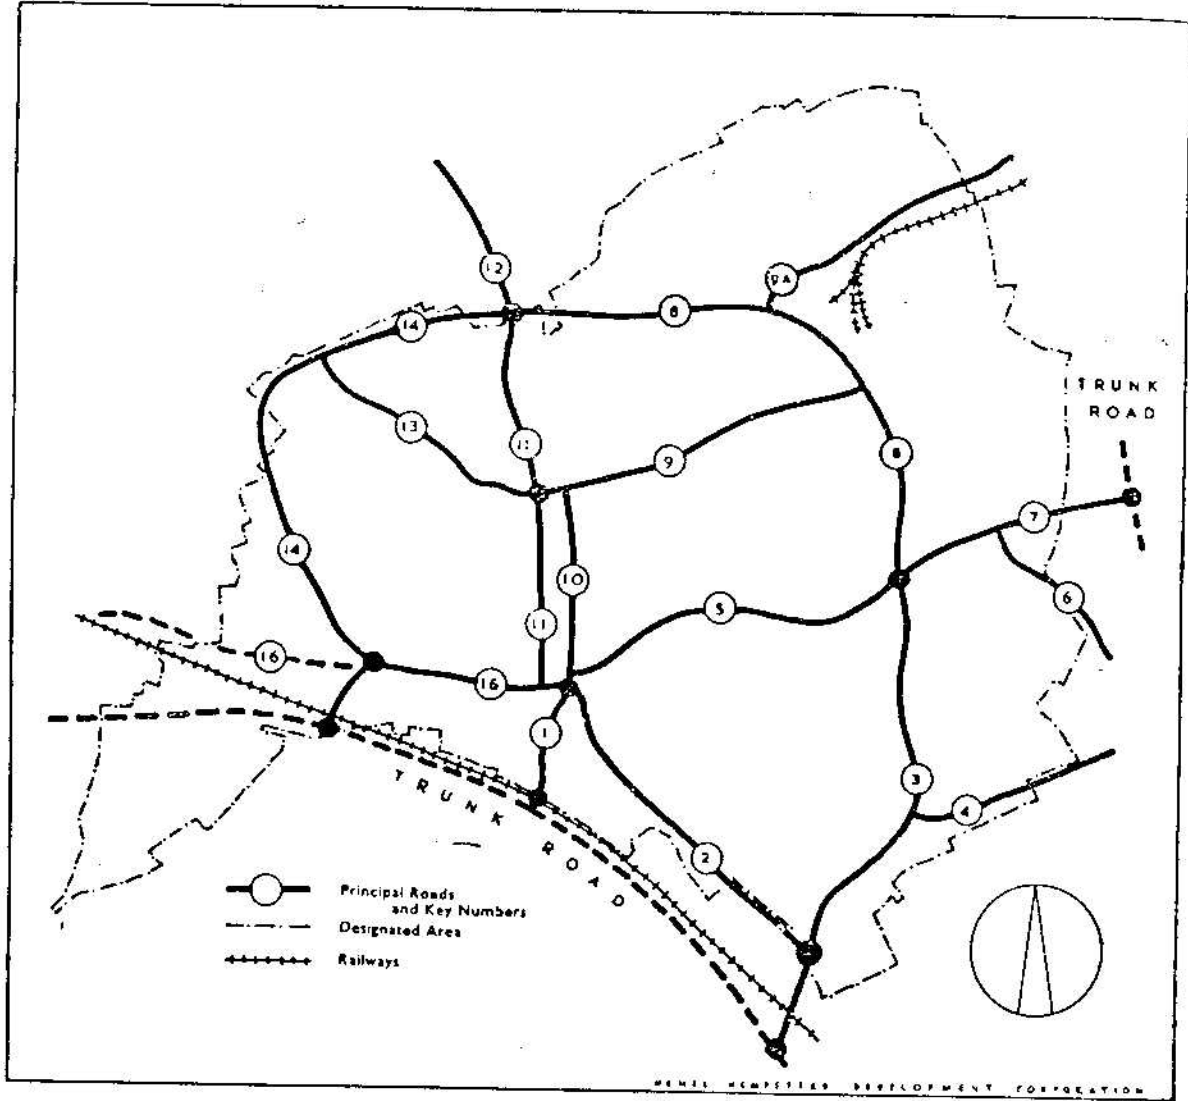 12
9A
14
8
TRUNK
ROAD
13
11
9
8
7
14
10
5
6
11
16
16
1
3
4
2
TRUNK ROAD
Principal Roads
and Key Numbers
Designated Area
Railways
HEMEL HEMPSTEAD DEVELOPMENT CORPORATION